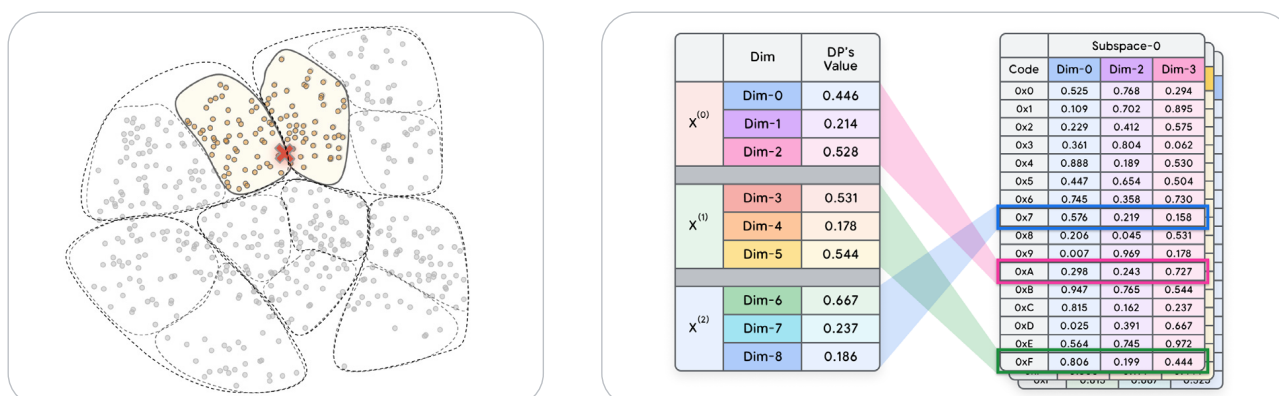 Dim DP's Value
X(0) Dim-0 0.446
Dim-1 0.214
Dim-2 0.528
X(1) Dim-3 0.531
Dim-4 0.178
Dim-5 0.544
X(2) Dim-6 0.667
Dim-7 0.237
Dim-8 0.186
Subspace-0
Code Dim-0 Dim-2 Dim-3
0x0 0.525 0.768 0.294
0x1 0.109 0.702 0.895
0x2 0.229 0.412 0.575
0x3 0.361 0.804 0.062
0x4 0.888 0.189 0.530
0x5 0.447 0.654 0.504
0x6 0.745 0.358 0.730
0x7 0.576 0.219 0.158
0x8 0.206 0.045 0.531
0x9 0.007 0.969 0.178
0xA 0.298 0.243 0.727
0xB 0.947 0.765 0.544
0xC 0.815 0.162 0.237
0xD 0.025 0.391 0.667
0xE 0.564 0.745 0.972
0xF 0.806 0.199 0.444